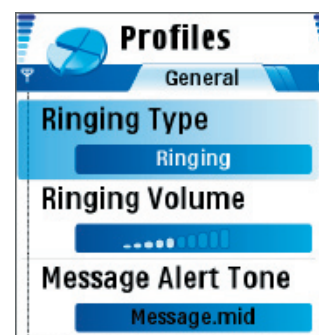 Profiles
General
Ringing Type
Ringing
Ringing Volume
Message Alert Tone
Message.mid